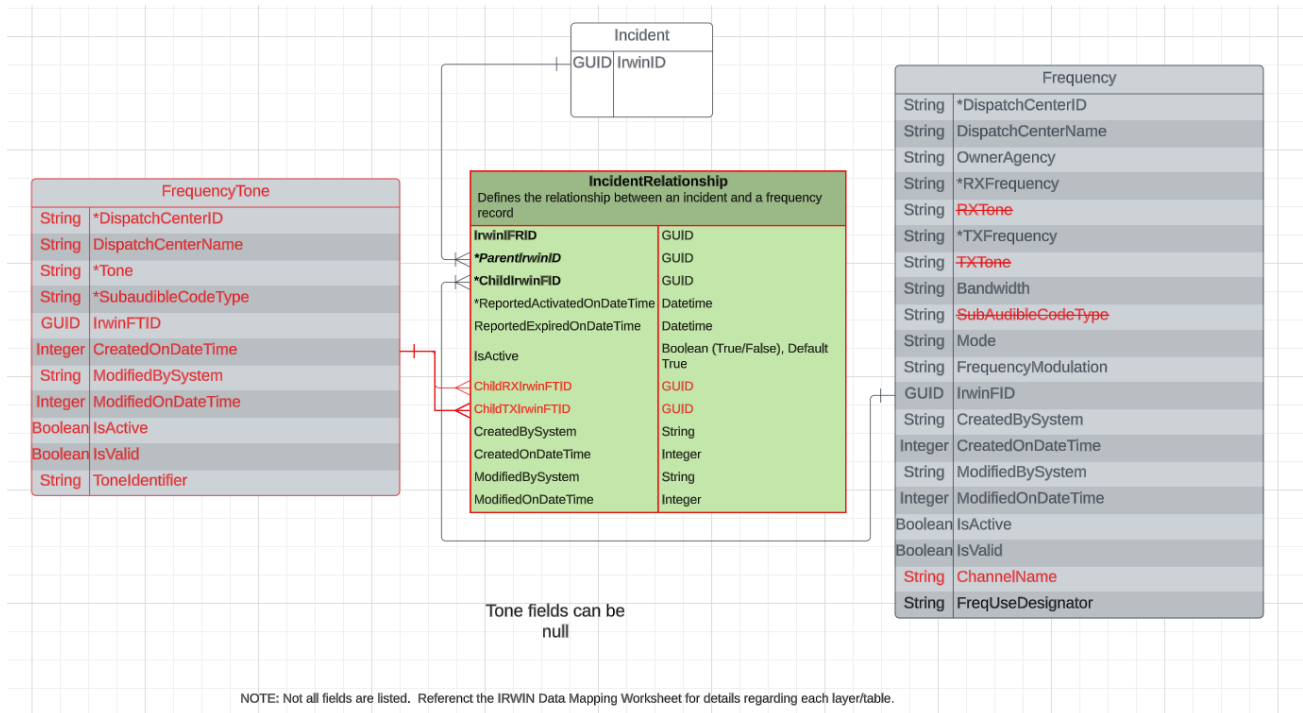 Incident
GUID IrwinID
Frequency
String *DispatchCenterID
String DispatchCenterName
String OwnerAgency
String *RXFrequency
String RXTone
String *TXFrequency
String TXTone
String Bandwidth
String SubAudibleCodeType
String Mode
String FrequencyModulation
GUID IrwinFID
String CreatedBySystem
Integer CreatedOnDateTime
String ModifiedBySystem
Integer ModifiedOnDateTime
Boolean IsActive
Boolean IsValid
String ChannelName
String FreqUseDesignator
FrequencyTone
String *DispatchCenterID
String DispatchCenterName
String *Tone
String *SubaudibleCodeType
GUID IrwinFTID
Integer CreatedOnDateTime
String ModifiedBySystem
Integer ModifiedOnDateTime
Boolean IsActive
Boolean IsValid
String ToneIdentifier
IncidentRelationship
Defines the relationship between an incident and a frequency
record
IrwinIFRID GUID
*ParentIrwinID GUID
*ChildIrwinFID GUID
*ReportedActivatedOnDateTime Datetime
ReportedExpiredOnDateTime Datetime
IsActive Boolean (True/False), Default
True
ChildRXIrwinFTID GUID
ChildTXIrwinFTID GUID
CreatedBySystem String
CreatedOnDateTime Integer
ModifiedBySystem String
ModifiedOnDateTime Integer
Tone fields can be
null
NOTE: Not all fields are listed. Referenct the IRWIN Data Mapping Worksheet for details regarding each layer/table.